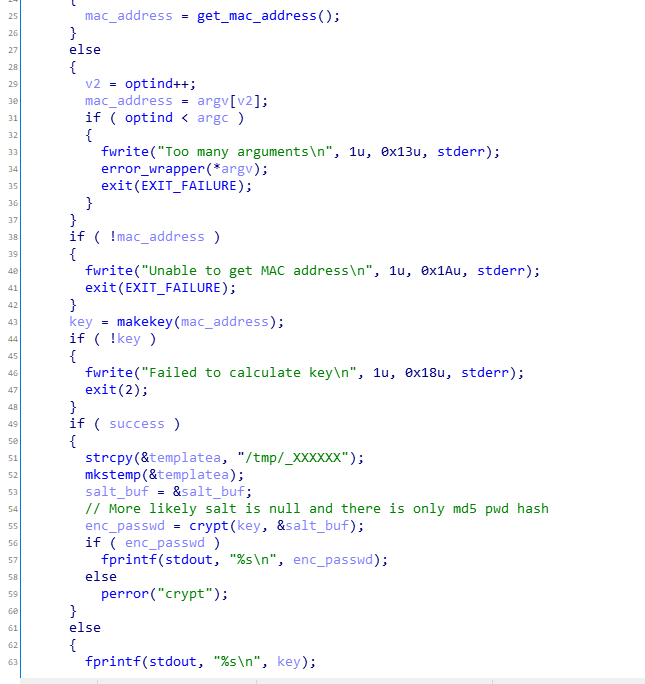 24 {
25 mac_address = get_mac_address();
26 }
27 else
28 {
29 v2 = optind++;
30 mac_address = argv[v2];
31 if ( optind < argc )
32 {
33 fwrite("Too many arguments\n", 1u, 0x13u, stderr);
34 error_wrapper(*argv);
35 exit(EXIT_FAILURE);
36 }
37 }
38 if ( !mac_address )
39 {
40 fwrite("Unable to get MAC address\n", 1u, 0x1Au, stderr);
41 exit(EXIT_FAILURE);
42 }
43 key = makekey(mac_address);
44 if ( !key )
45 {
46 fwrite("Failed to calculate key\n", 1u, 0x18u, stderr);
47 exit(2);
48 }
49 if ( success )
50 {
51 strcpy(&templatea, "/tmp/_XXXXXX");
52 mkstemp(&templatea);
53 salt_buf = &salt_buf;
54 // More likely salt is null and there is only md5 pwd hash
55 enc_passwd = crypt(key, &salt_buf);
56 if ( enc_passwd )
57 fprintf(stdout, "%s\n", enc_passwd);
58 else
59 perror("crypt");
60 }
61 else
62 {
63 fprintf(stdout, "%s\n", key);